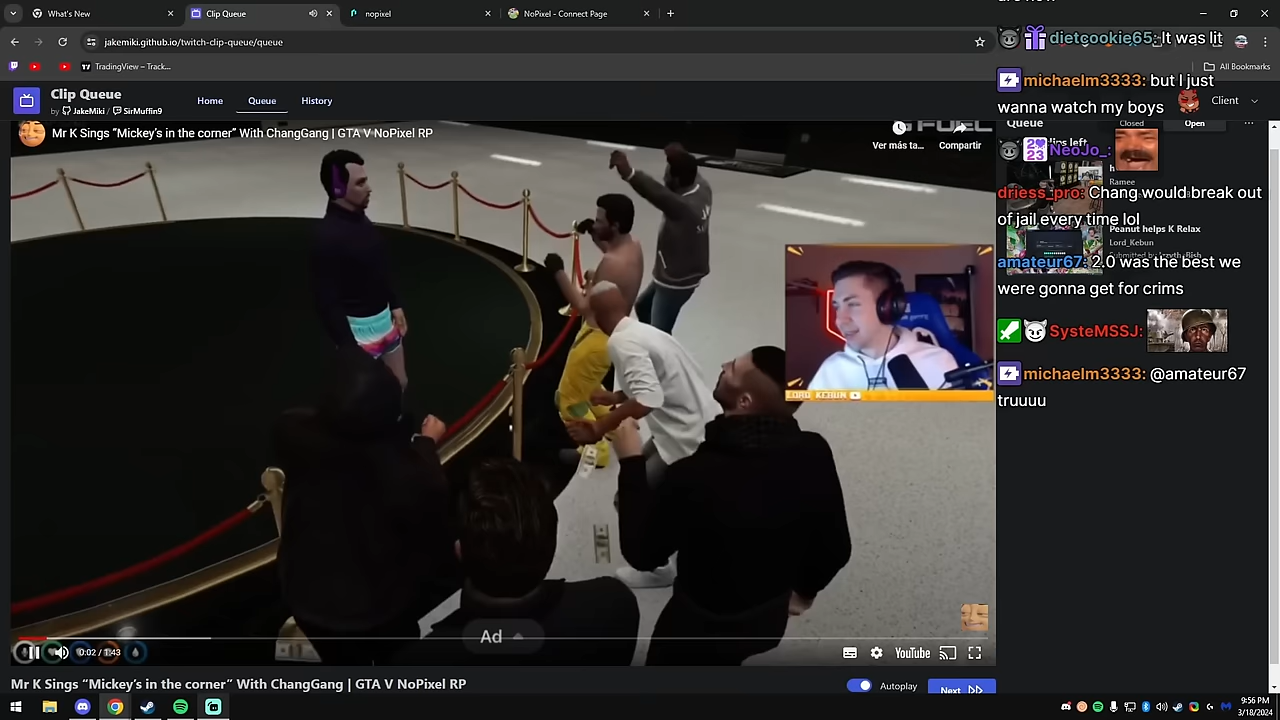 What's New
Clip Queue
nopixel
NoPixel - Connect Page
jakemiki.github.io/twitch-clip-queue/queue
TradingView – Track...
All Bookmarks
Clip Queue
by JakeMiki / SirMuffin9
Home
Queue
History
Client
Mr K Sings “Mickey’s in the corner” With ChangGang | GTA V NoPixel RP
Ver más ta...
Compartir
FUEL
Queue
Closed
Open
Ramee
Peanut helps K Relax
Lord_Kebun
dietcookie65: It was lit
michaelm3333: but I just
wanna watch my boys
2023 NeoJo_:
driess_pro: Chang would break out
of jail every time lol
amateur67: 2.0 was the best we
were gonna get for crims
SysteMSSJ:
michaelm3333: @amateur67
truuuu
LORD KEBUN
Ad
0:02 / 1:43
YouTube
Mr K Sings “Mickey’s in the corner” With ChangGang | GTA V NoPixel RP
Autoplay
Next
9:56 PM
3/18/2024